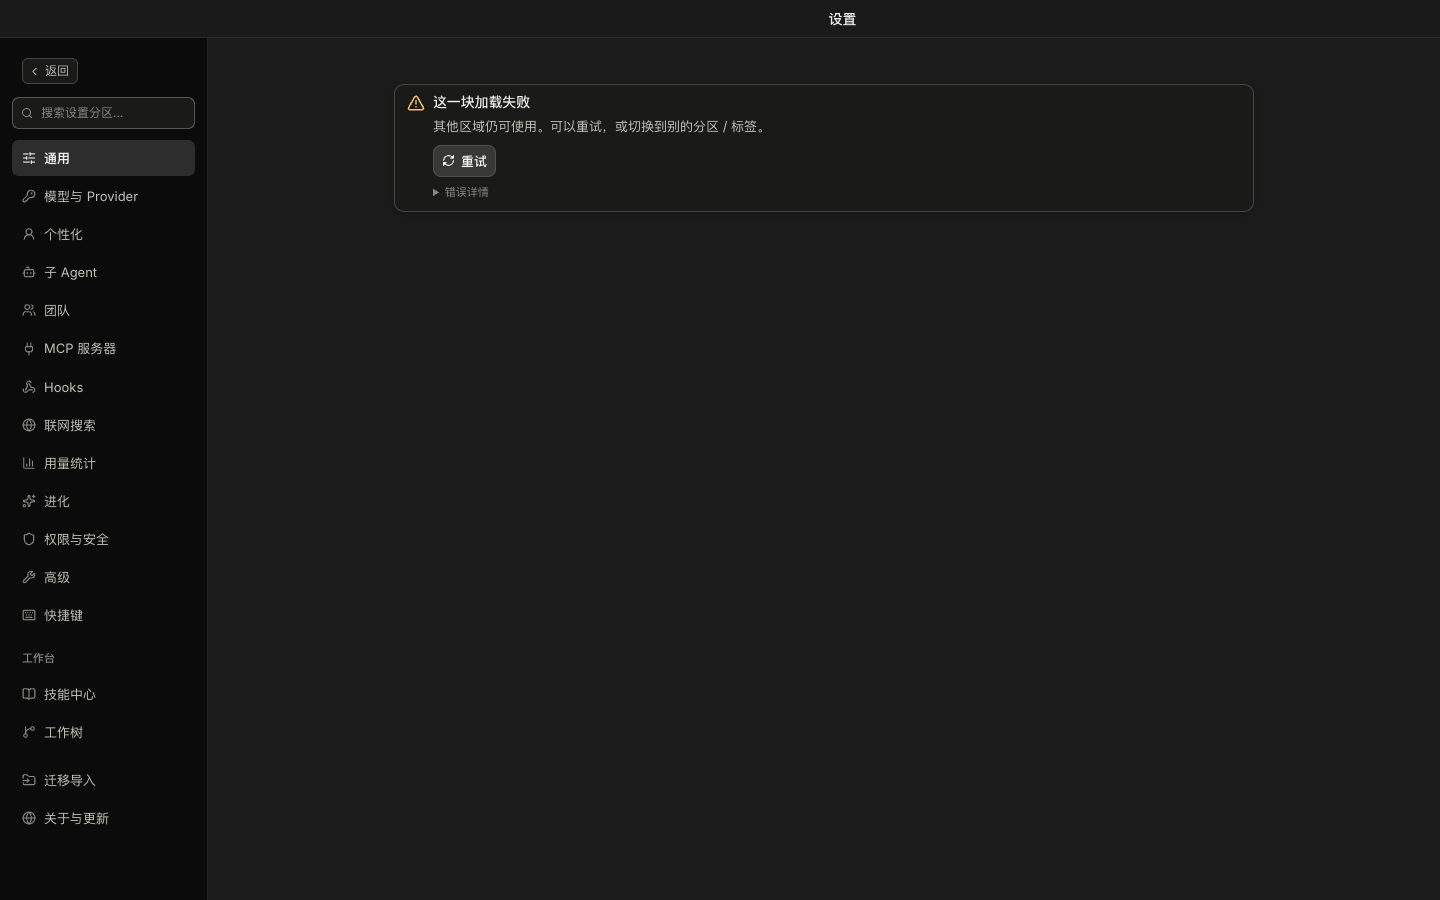 设置
返回
搜索设置分区...
通用
模型与 Provider
个性化
子 Agent
团队
MCP 服务器
Hooks
联网搜索
用量统计
进化
权限与安全
高级
快捷键
工作台
技能中心
工作树
迁移导入
关于与更新
这一块加载失败
其他区域仍可使用。可以重试，或切换到别的分区 / 标签。
重试
错误详情